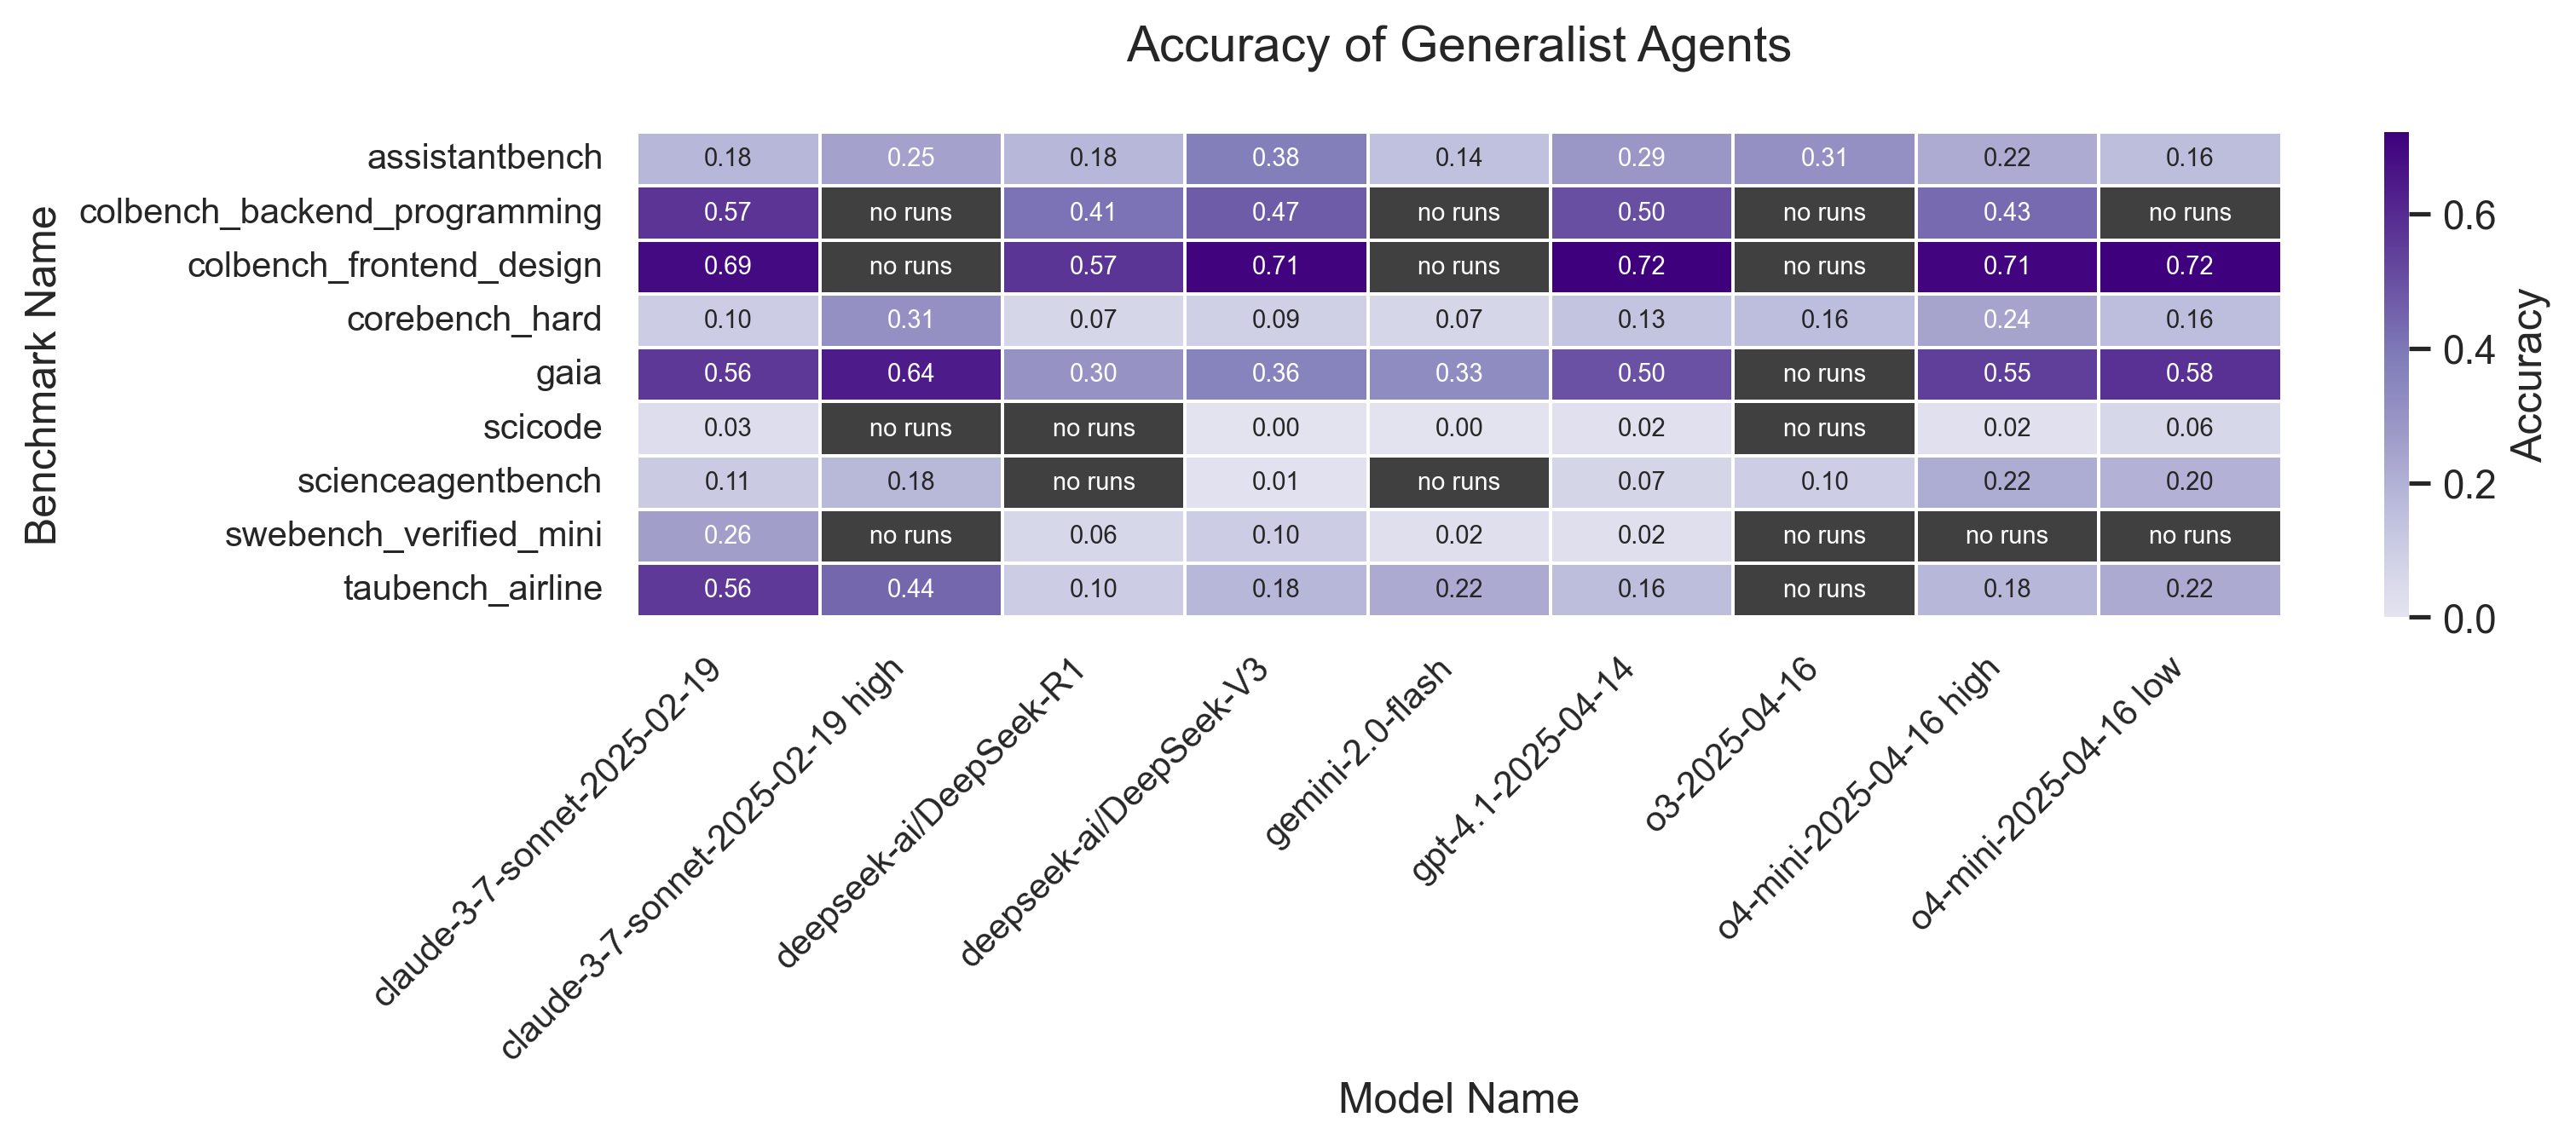 Accuracy of Generalist Agents
Benchmark Name
assistantbench 0.18 0.25 0.18 0.38 0.14 0.29 0.31 0.22 0.16
colbench_backend_programming 0.57 no runs 0.41 0.47 no runs 0.50 no runs 0.43 no runs
colbench_frontend_design 0.69 no runs 0.57 0.71 no runs 0.72 no runs 0.71 0.72
corebench_hard 0.10 0.31 0.07 0.09 0.07 0.13 0.16 0.24 0.16
gaia 0.56 0.64 0.30 0.36 0.33 0.50 no runs 0.55 0.58
scicode 0.03 no runs no runs 0.00 0.00 0.02 no runs 0.02 0.06
scienceagentbench 0.11 0.18 no runs 0.01 no runs 0.07 0.10 0.22 0.20
swebench_verified_mini 0.26 no runs 0.06 0.10 0.02 0.02 no runs no runs no runs
taubench_airline 0.56 0.44 0.10 0.18 0.22 0.16 no runs 0.18 0.22
claude-3-7-sonnet-2025-02-19
claude-3-7-sonnet-2025-02-19 high
deepseek-ai/DeepSeek-R1
deepseek-ai/DeepSeek-V3
gemini-2.0-flash
gpt-4.1-2025-04-14
o3-2025-04-16
o4-mini-2025-04-16 high
o4-mini-2025-04-16 low
Model Name
0.6
0.4
0.2
0.0
Accuracy